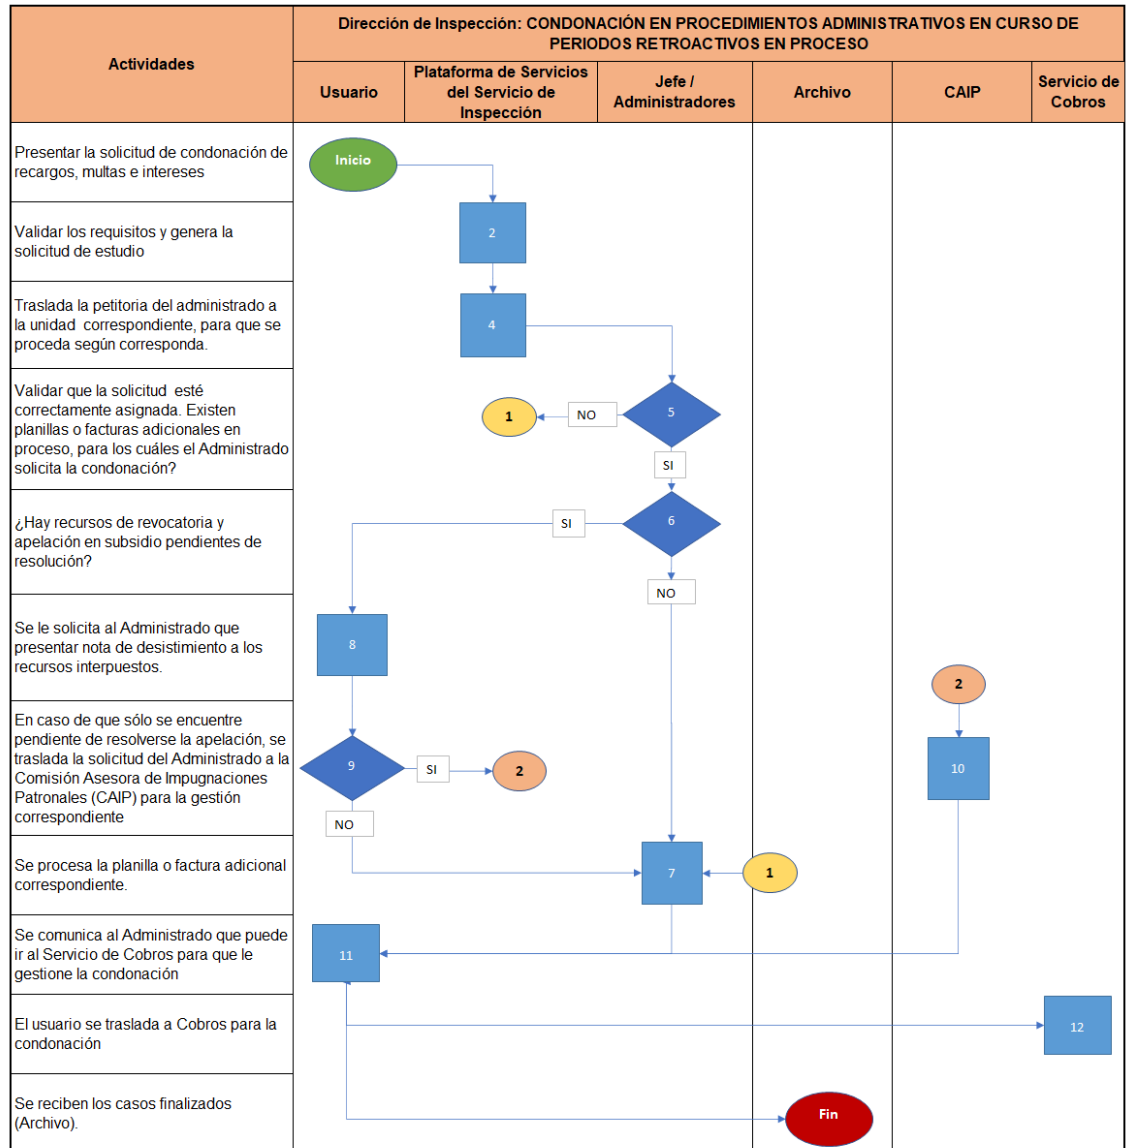 Actividades
Dirección de Inspección: CONDONACIÓN EN PROCEDIMIENTOS ADMINISTRATIVOS EN CURSO DE
PERIODOS RETROACTIVOS EN PROCESO
Usuario
Plataforma de Servicios
del Servicio de
Inspección
Jefe /
Administradores
Archivo
CAIP
Servicio de
Cobros
Presentar la solicitud de condonación de
recargos, multas e intereses
Inicio
Validar los requisitos y genera la
solicitud de estudio
2
Traslada la petitoria del administrado a
la unidad correspondiente, para que se
proceda según corresponda.
4
Validar que la solicitud esté
correctamente asignada. Existen
planillas o facturas adicionales en
proceso, para los cuáles el Administrado
solicita la condonación?
1
NO
5
SI
¿Hay recursos de revocatoria y
apelación en subsidio pendientes de
resolución?
SI
6
NO
Se le solicita al Administrado que
presentar nota de desistimiento a los
recursos interpuestos.
8
2
En caso de que sólo se encuentre
pendiente de resolverse la apelación, se
traslada la solicitud del Administrado a la
Comisión Asesora de Impugnaciones
Patronales (CAIP) para la gestión
correspondiente
9
SI
2
10
NO
Se procesa la planilla o factura adicional
correspondiente.
7
1
Se comunica al Administrado que puede
ir al Servicio de Cobros para que le
gestione la condonación
11
El usuario se traslada a Cobros para la
condonación
12
Se reciben los casos finalizados
(Archivo).
Fin